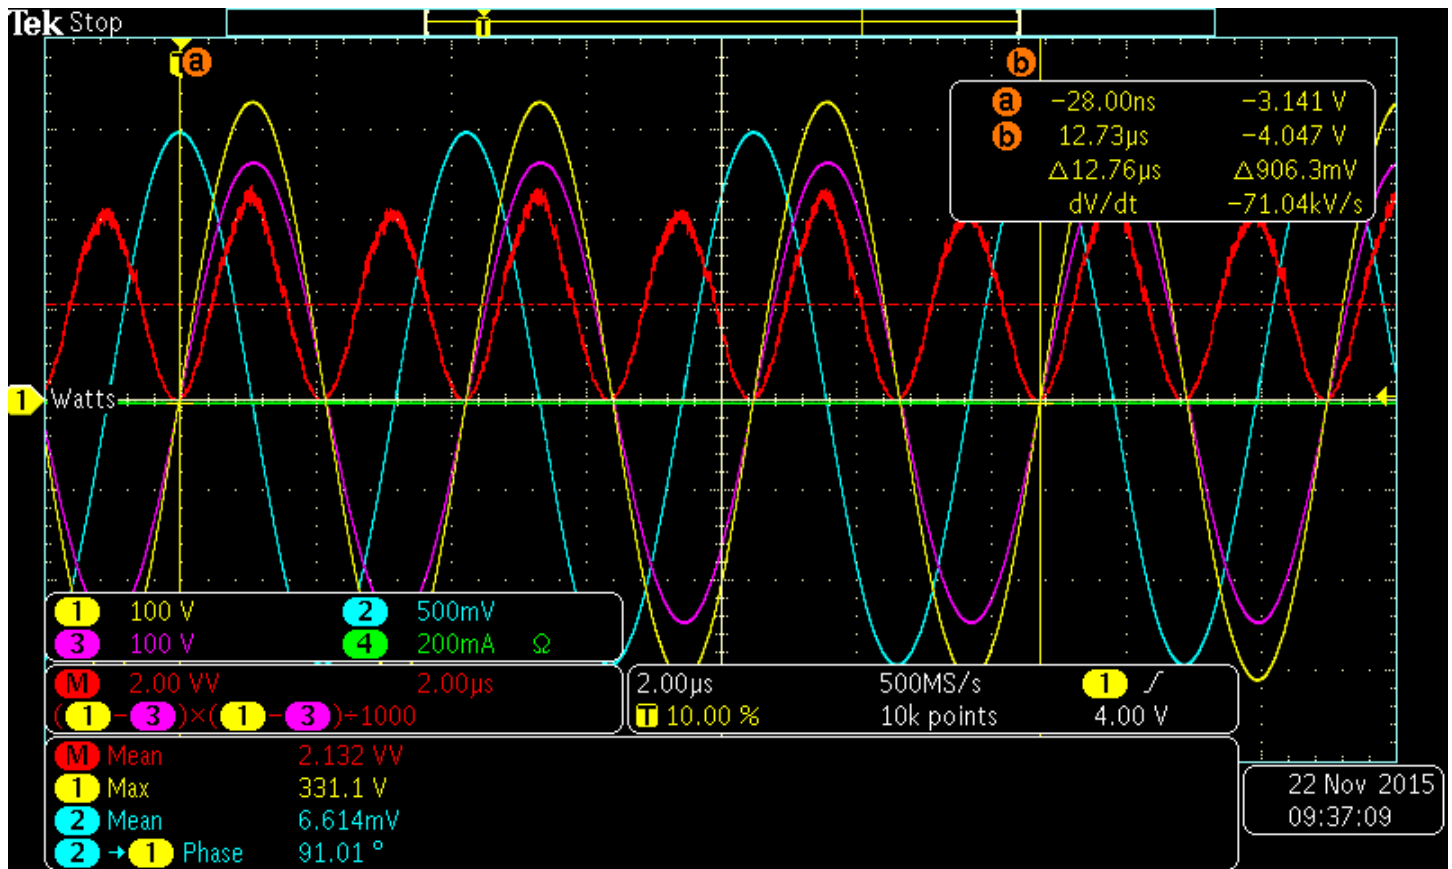 Tek Stop
T
T a b
a −28.00ns −3.141 V
b 12.73µs −4.047 V
Δ12.76µs Δ906.3mV
dV/dt −71.04kV/s
1 Watts
1 100 V 2 500mV
3 100 V 4 200mA Ω
M 2.00 VV 2.00µs
(1−3)×(1−3)÷1000
2.00µs 500MS/s 1 ∫
T 10.00 % 10k points 4.00 V
M Mean 2.132 VV
1 Max 331.1 V
2 Mean 6.614mV
2 →1 Phase 91.01 °
22 Nov 2015
09:37:09